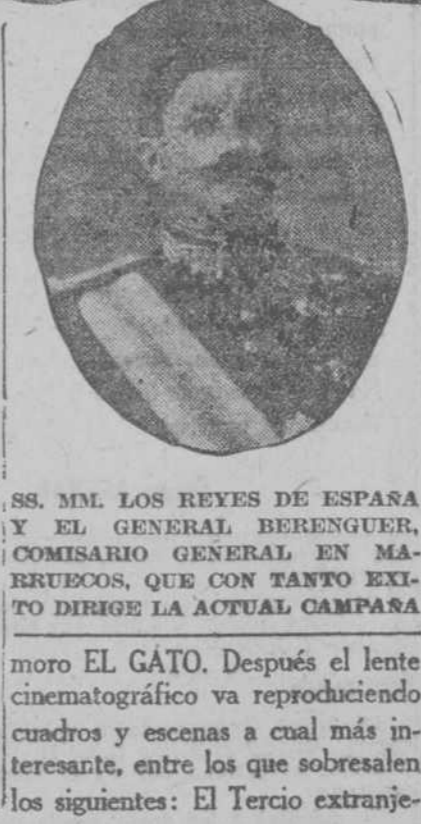 SS. MM. LOS REYES DE ESPAÑA
Y EL GENERAL BERENGUER,
COMISARIO GENERAL EN MA-
RRUECOS, QUE CON TANTO EXI-
TO DIRIGE LA ACTUAL CAMPAÑA
moro EL GATO. Después el lente
cinematográfico va reproduciendo
cuadros y escenas a cual más in-
teresante, entre los que sobresalen
los siguientes: El Tercio extranje-